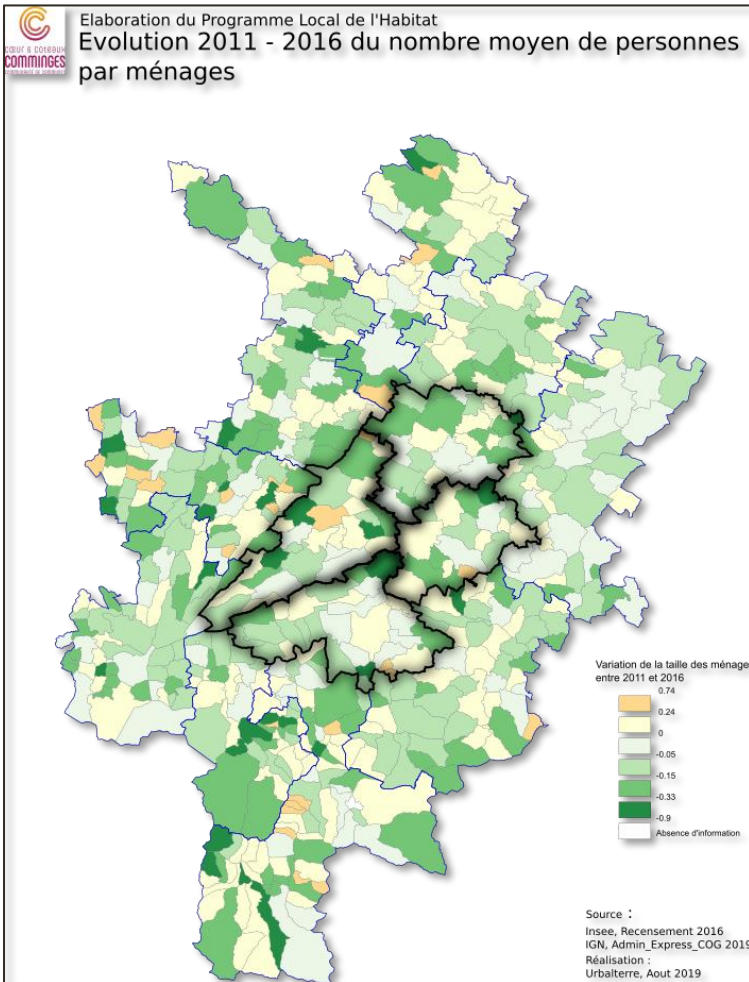 Elaboration du Programme Local de l'Habitat
Evolution 2011 - 2016 du nombre moyen de personnes
par ménages
CŒUR & COTEAUX
COMMINGES
Variation de la taille des ménage
entre 2011 et 2016
0.74
0.24
0
-0.05
-0.15
-0.33
-0.9
Absence d'information
Source :
Insee, Recensement 2016
IGN, Admin_Express_COG 2019
Réalisation :
Urbalterre, Aout 2019